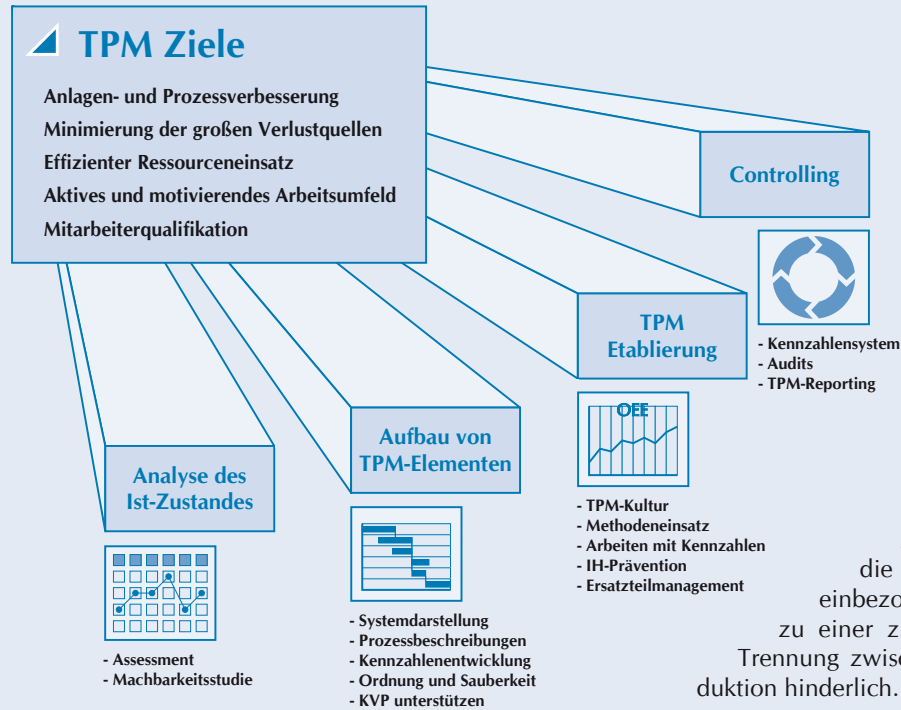 TPM Ziele
Anlagen- und Prozessverbesserung
Minimierung der großen Verlustquellen
Effizienter Ressourceneinsatz
Aktives und motivierendes Arbeitsumfeld
Mitarbeiterqualifikation
Controlling
- Kennzahlensystem
- Audits
- TPM-Reporting
TPM
Etablierung
OEE
- TPM-Kultur
- Methodeneinsatz
- Arbeiten mit Kennzahlen
- IH-Prävention
- Ersatzteilmanagement
Aufbau von
TPM-Elementen
- Systemdarstellung
- Prozessbeschreibungen
- Kennzahlenentwicklung
- Ordnung und Sauberkeit
- KVP unterstützen
Analyse des
Ist-Zustandes
- Assessment
- Machbarkeitsstudie
die
einbezo
zu einer z
Trennung zwis
duktion hinderlich.